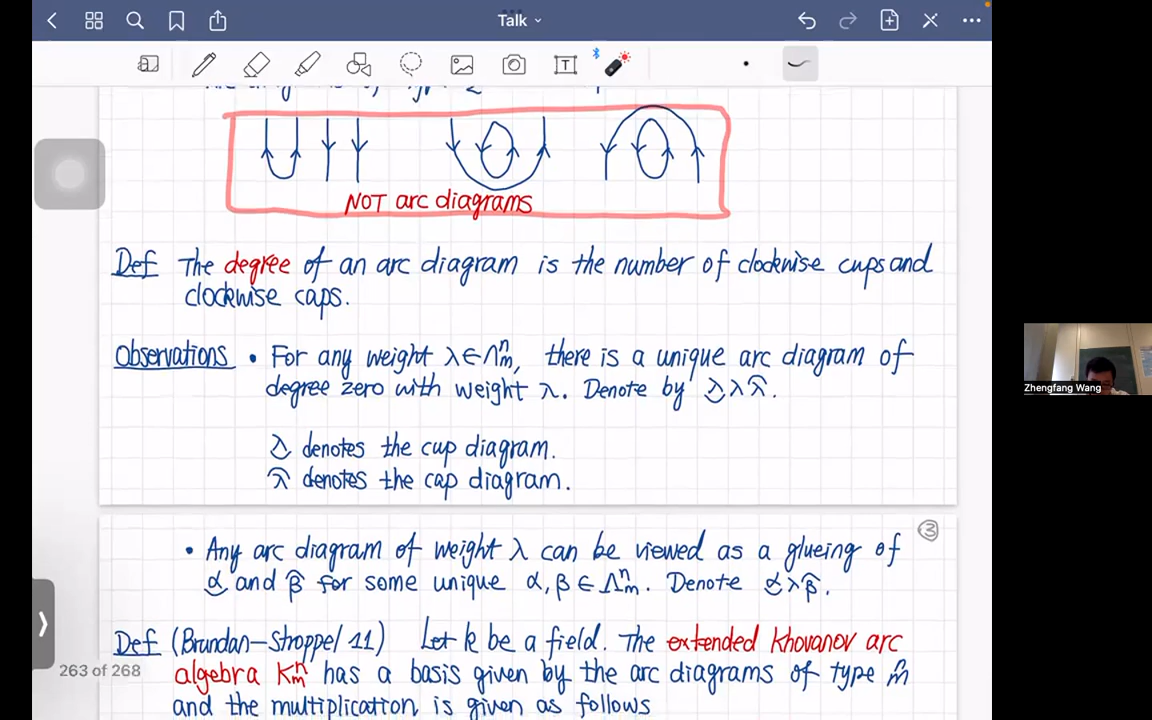 Talk
NOT arc diagrams
Def The degree of an arc diagram is the number of clockwise cups and
clockwise caps.
Observations • For any weight λ∈Λₘⁿ, there is a unique arc diagram of
degree zero with weight λ. Denote by λ̲λλ̄.
λ̲ denotes the cup diagram.
λ̄ denotes the cap diagram.
③
• Any arc diagram of weight λ can be viewed as a glueing of
α̲ and β̄ for some unique α, β ∈ Λₘⁿ. Denote α̲λβ̄.
Def (Brundan–Stroppel 11) Let k be a field. The extended Khovanov arc
algebra Kₘⁿ has a basis given by the arc diagrams of type ⁿₘ
and the multiplication is given as follows
263 of 268
Zhengfang Wang